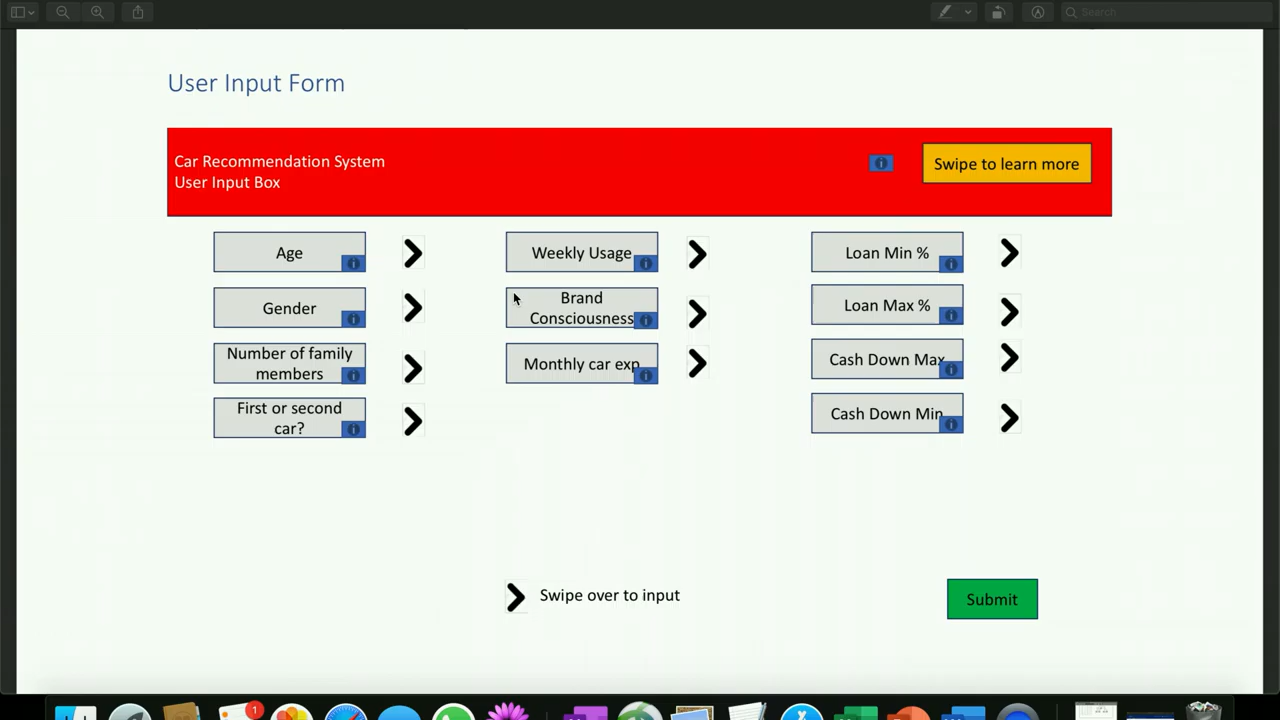 Search
User Input Form
Car Recommendation System
User Input Box
i
Swipe to learn more
Age
i
Weekly Usage
i
Loan Min %
i
Gender
i
Brand
Consciousness
i
Loan Max %
i
Number of family
members
i
Monthly car exp
i
Cash Down Max
i
First or second
car?
i
Cash Down Min
i
Swipe over to input
Submit
1